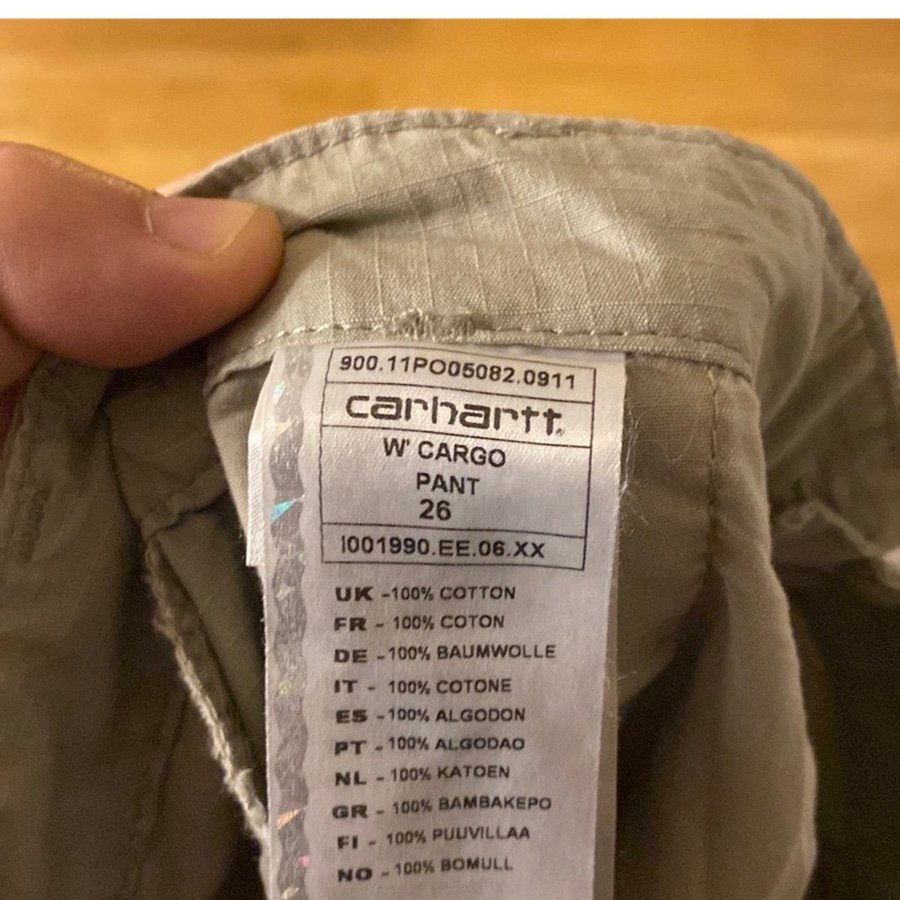 900.11PO05082.0911
carhartt.
W' CARGO
PANT
26
I001990.EE.06.XX
UK -100% COTTON
FR - 100% COTON
DE -100% BAUMWOLLE
IT - 100% COTONE
ES -100% ALGODON
PT -100% ALGODAO
NL -100% KATOEN
GR -100% BAMBAKEPO
FI -100% PUUVILLAA
NO -100% BOMULL